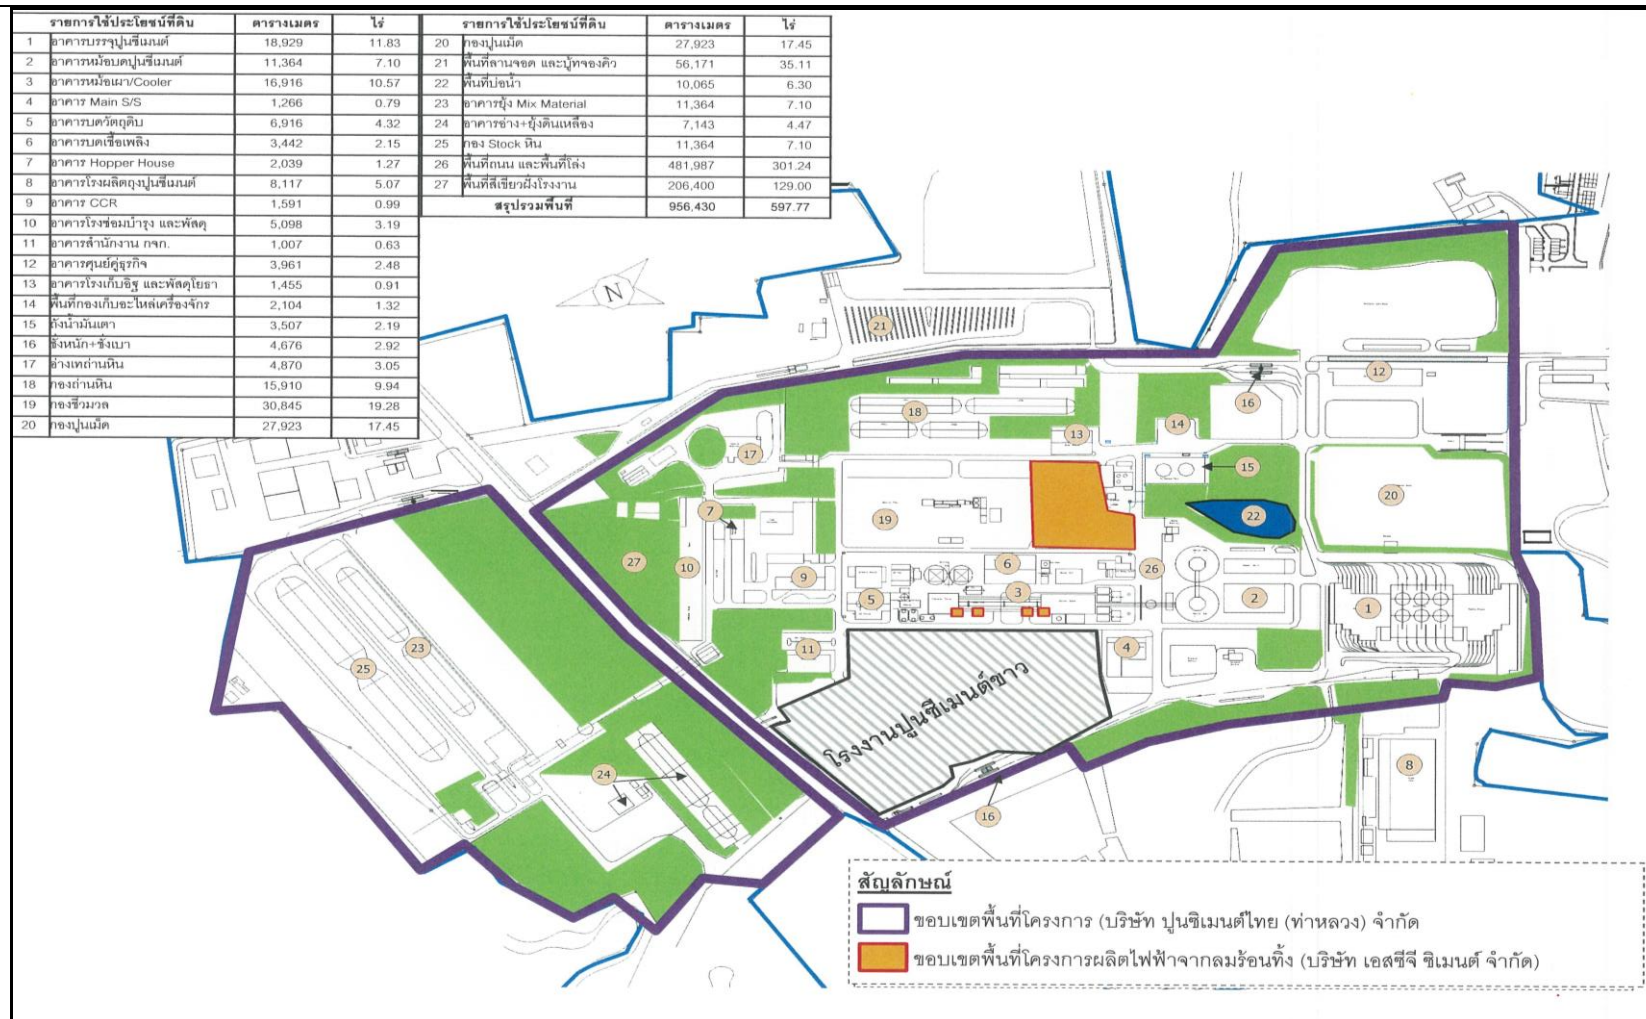 รายการใช้ประโยชน์ที่ดิน ตารางเมตร ไร่
1 อาคารบรรจุปูนซีเมนต์ 18,929 11.83
2 อาคารหม้อบดปูนซีเมนต์ 11,364 7.10
3 อาคารหม้อเผา/Cooler 16,916 10.57
4 อาคาร Main S/S 1,266 0.79
5 อาคารบดวัตถุดิบ 6,916 4.32
6 อาคารบดเชื้อเพลิง 3,442 2.15
7 อาคาร Hopper House 2,039 1.27
8 อาคารโรงผลิตถุงปูนซีเมนต์ 8,117 5.07
9 อาคาร CCR 1,591 0.99
10 อาคารโรงซ่อมบำรุง และพัสดุ 5,098 3.19
11 อาคารสำนักงาน กจก. 1,007 0.63
12 อาคารศูนย์คู่ธุรกิจ 3,961 2.48
13 อาคารโรงเก็บอิฐ และพัสดุโยธา 1,455 0.91
14 พื้นที่กองเก็บอะไหล่เครื่องจักร 2,104 1.32
15 ถังน้ำมันเตา 3,507 2.19
16 ชั่งหนัก+ชั่งเบา 4,676 2.92
17 อ่างเทถ่านหิน 4,870 3.05
18 กองถ่านหิน 15,910 9.94
19 กองชีวมวล 30,845 19.28
20 กองปูนเม็ด 27,923 17.45
รายการใช้ประโยชน์ที่ดิน ตารางเมตร ไร่
20 กองปูนเม็ด 27,923 17.45
21 พื้นที่ลานจอด และบู้ทจองคิว 56,171 35.11
22 พื้นที่บ่อน้ำ 10,065 6.30
23 อาคารยุ้ง Mix Material 11,364 7.10
24 อาคารอ่าง+ยุ้งดินเหลือง 7,143 4.47
25 กอง Stock หิน 11,364 7.10
26 พื้นที่ถนน และพื้นที่โล่ง 481,987 301.24
27 พื้นที่สีเขียวฝั่งโรงงาน 206,400 129.00
สรุปรวมพื้นที่ 956,430 597.77
N
21
12
16
18
13
14
17
15
20
19
22
7
27
10
9
6
26
5
3
2
1
11
4
23
25
โรงงานปูนซีเมนต์ขาว
8
24
16
สัญลักษณ์
ขอบเขตพื้นที่โครงการ (บริษัท ปูนซิเมนต์ไทย (ท่าหลวง) จำกัด
ขอบเขตพื้นที่โครงการผลิตไฟฟ้าจากลมร้อนทิ้ง (บริษัท เอสซีจี ซิเมนต์ จำกัด)